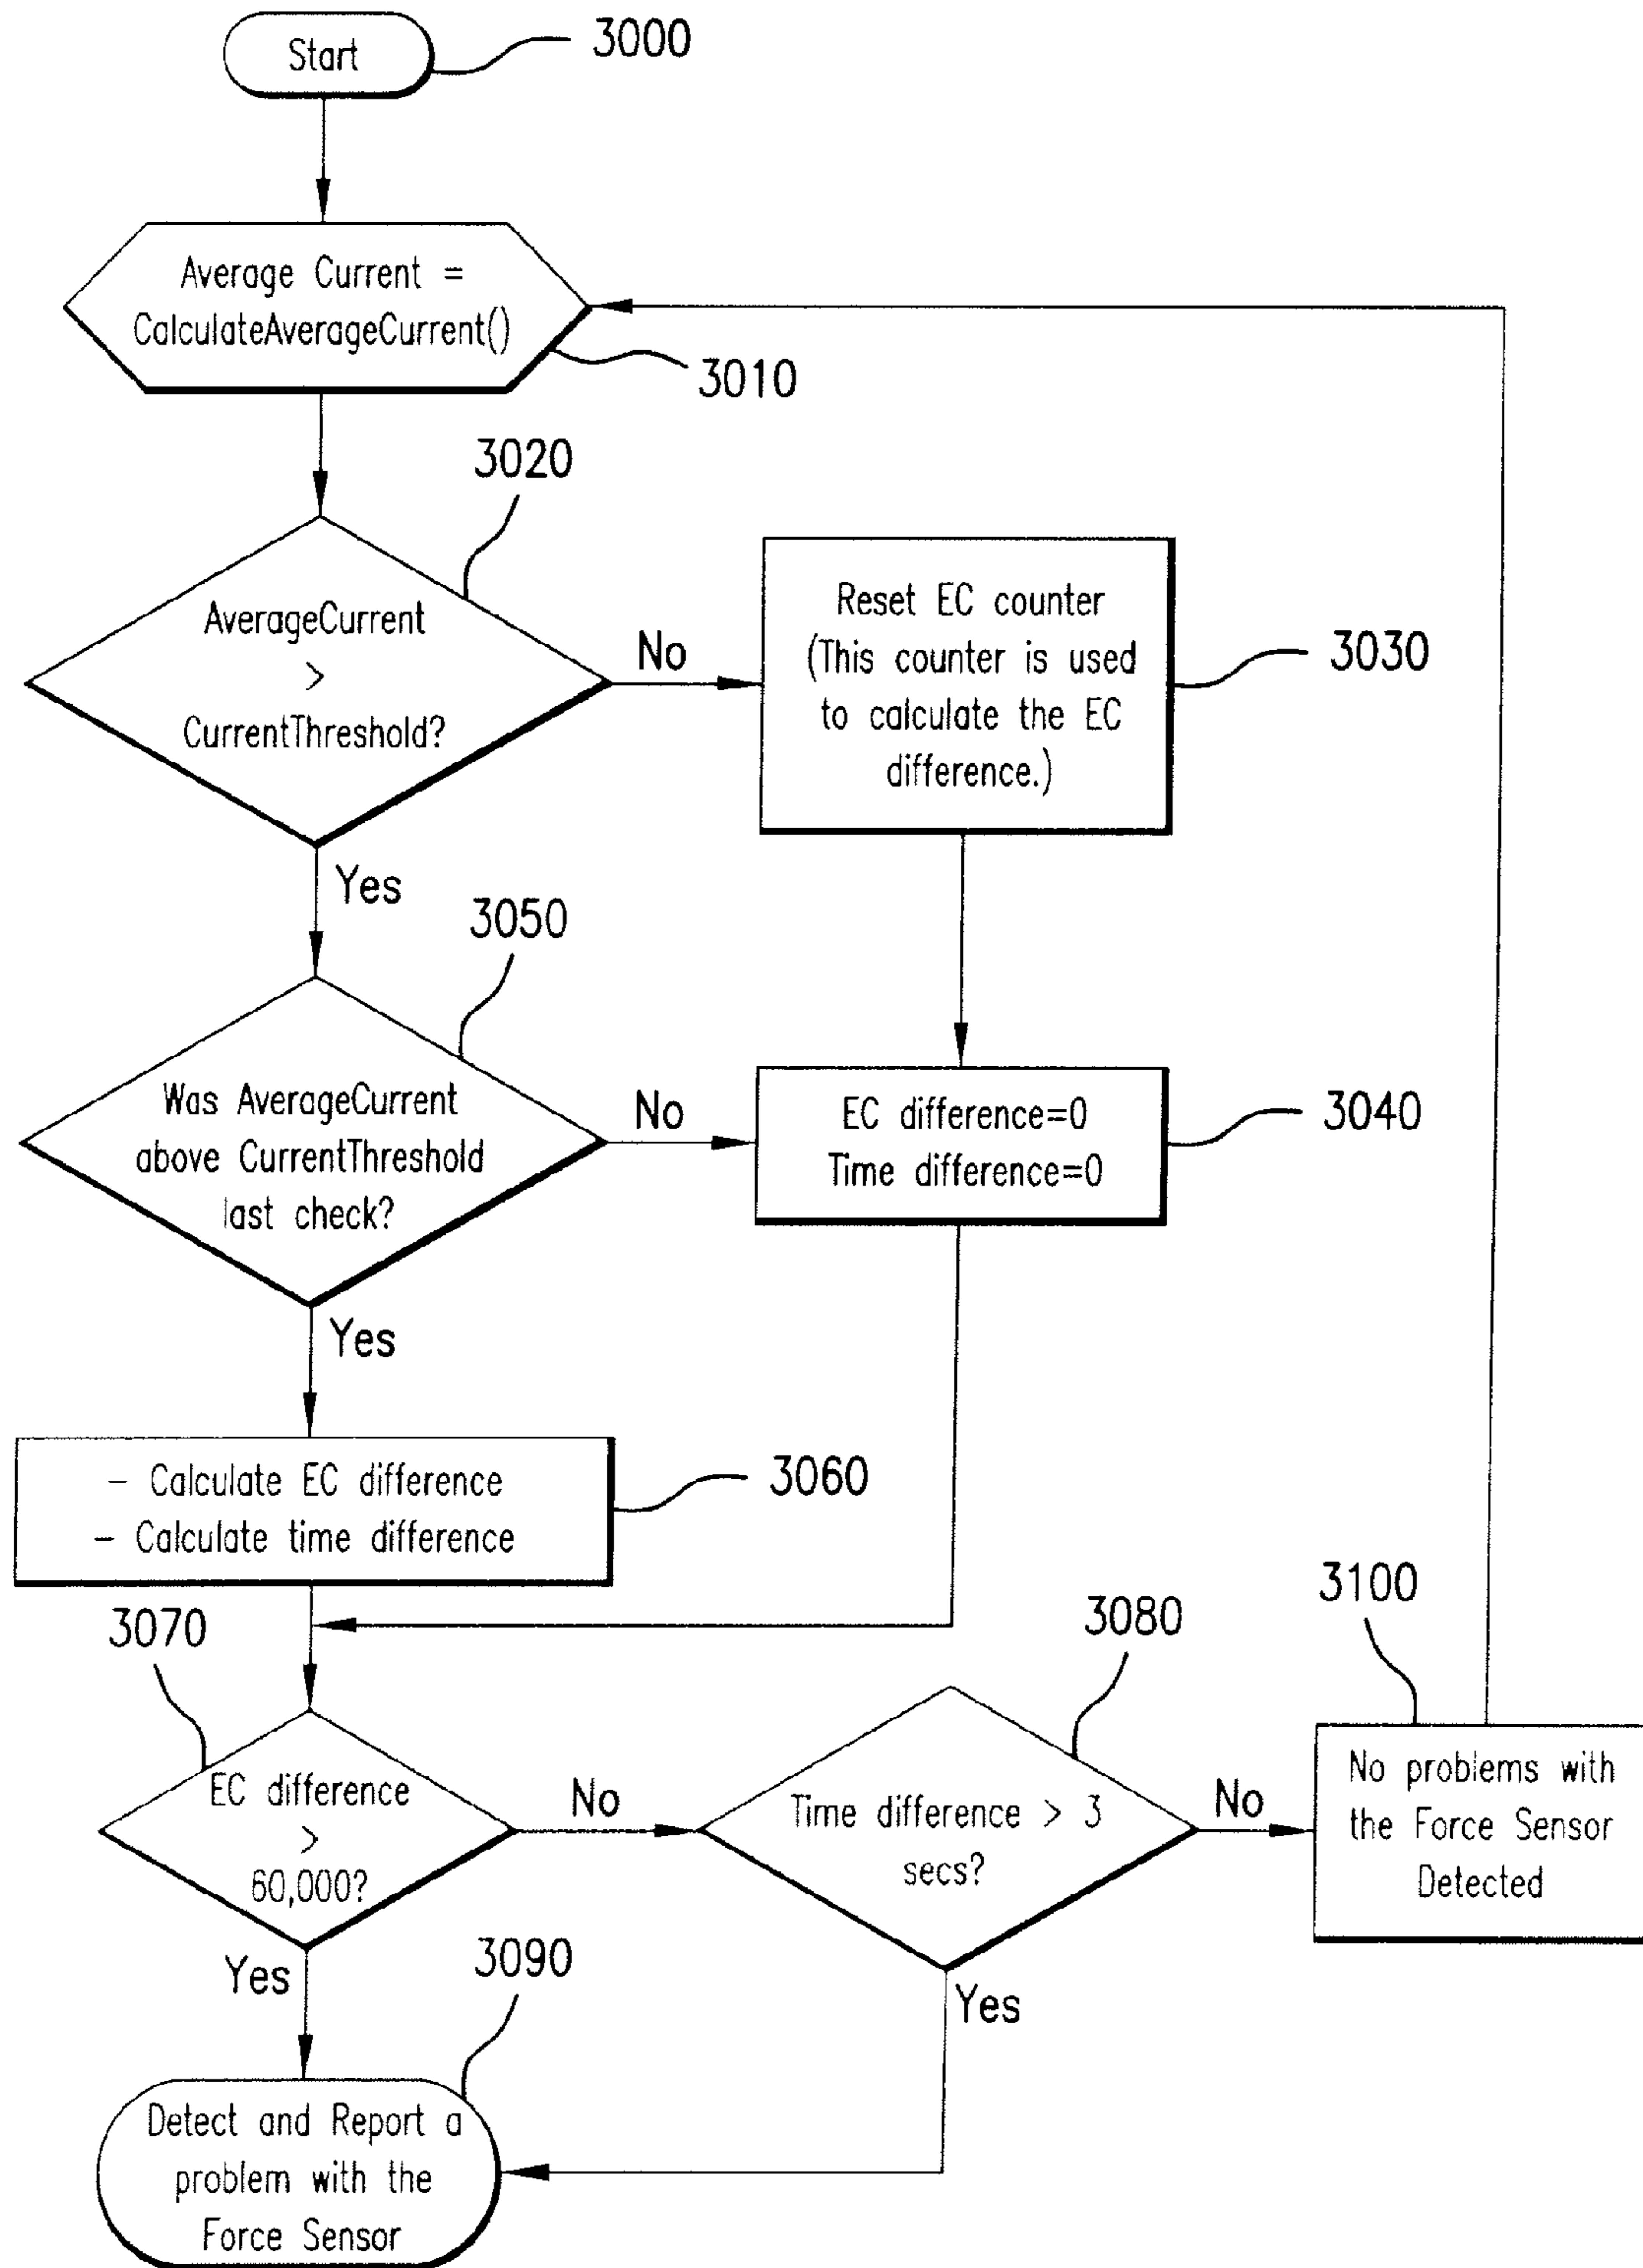 Start
3000
Average Current =
CalculateAverageCurrent()
3010
3020
AverageCurrent
>
CurrentThreshold?
No
Reset EC counter
(This counter is used
to calculate the EC
difference.)
3030
Yes
3050
Was AverageCurrent
above CurrentThreshold
last check?
No
EC difference=0
Time difference=0
3040
Yes
- Calculate EC difference
- Calculate time difference
3060
3070
EC difference
>
60,000?
No
3080
Time difference > 3
secs?
No
3100
No problems with
the Force Sensor
Detected
Yes
3090
Yes
Detect and Report a
problem with the
Force Sensor